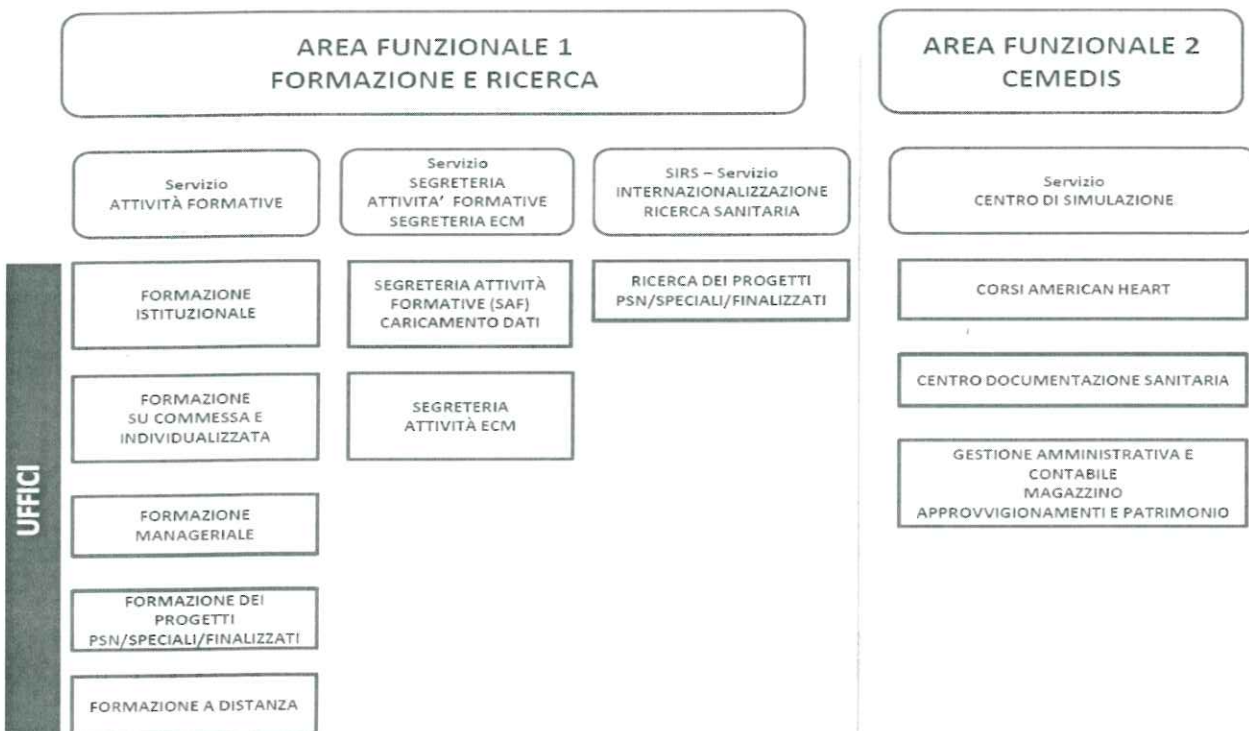 AREA FUNZIONALE 1
FORMAZIONE E RICERCA
AREA FUNZIONALE 2
CEMEDIS
Servizio
ATTIVITÀ FORMATIVE
Servizio
SEGRETERIA
ATTIVITA' FORMATIVE
SEGRETERIA ECM
SIRS – Servizio
INTERNAZIONALIZZAZIONE
RICERCA SANITARIA
Servizio
CENTRO DI SIMULAZIONE
UFFICI
FORMAZIONE
ISTITUZIONALE
FORMAZIONE
SU COMMESSA E
INDIVIDUALIZZATA
FORMAZIONE
MANAGERIALE
FORMAZIONE DEI
PROGETTI
PSN/SPECIALI/FINALIZZATI
FORMAZIONE A DISTANZA
SEGRETERIA ATTIVITÀ
FORMATIVE (SAF)
CARICAMENTO DATI
SEGRETERIA
ATTIVITÀ ECM
RICERCA DEI PROGETTI
PSN/SPECIALI/FINALIZZATI
CORSI AMERICAN HEART
CENTRO DOCUMENTAZIONE SANITARIA
GESTIONE AMMINISTRATIVA E
CONTABILE
MAGAZZINO
APPROVVIGIONAMENTI E PATRIMONIO